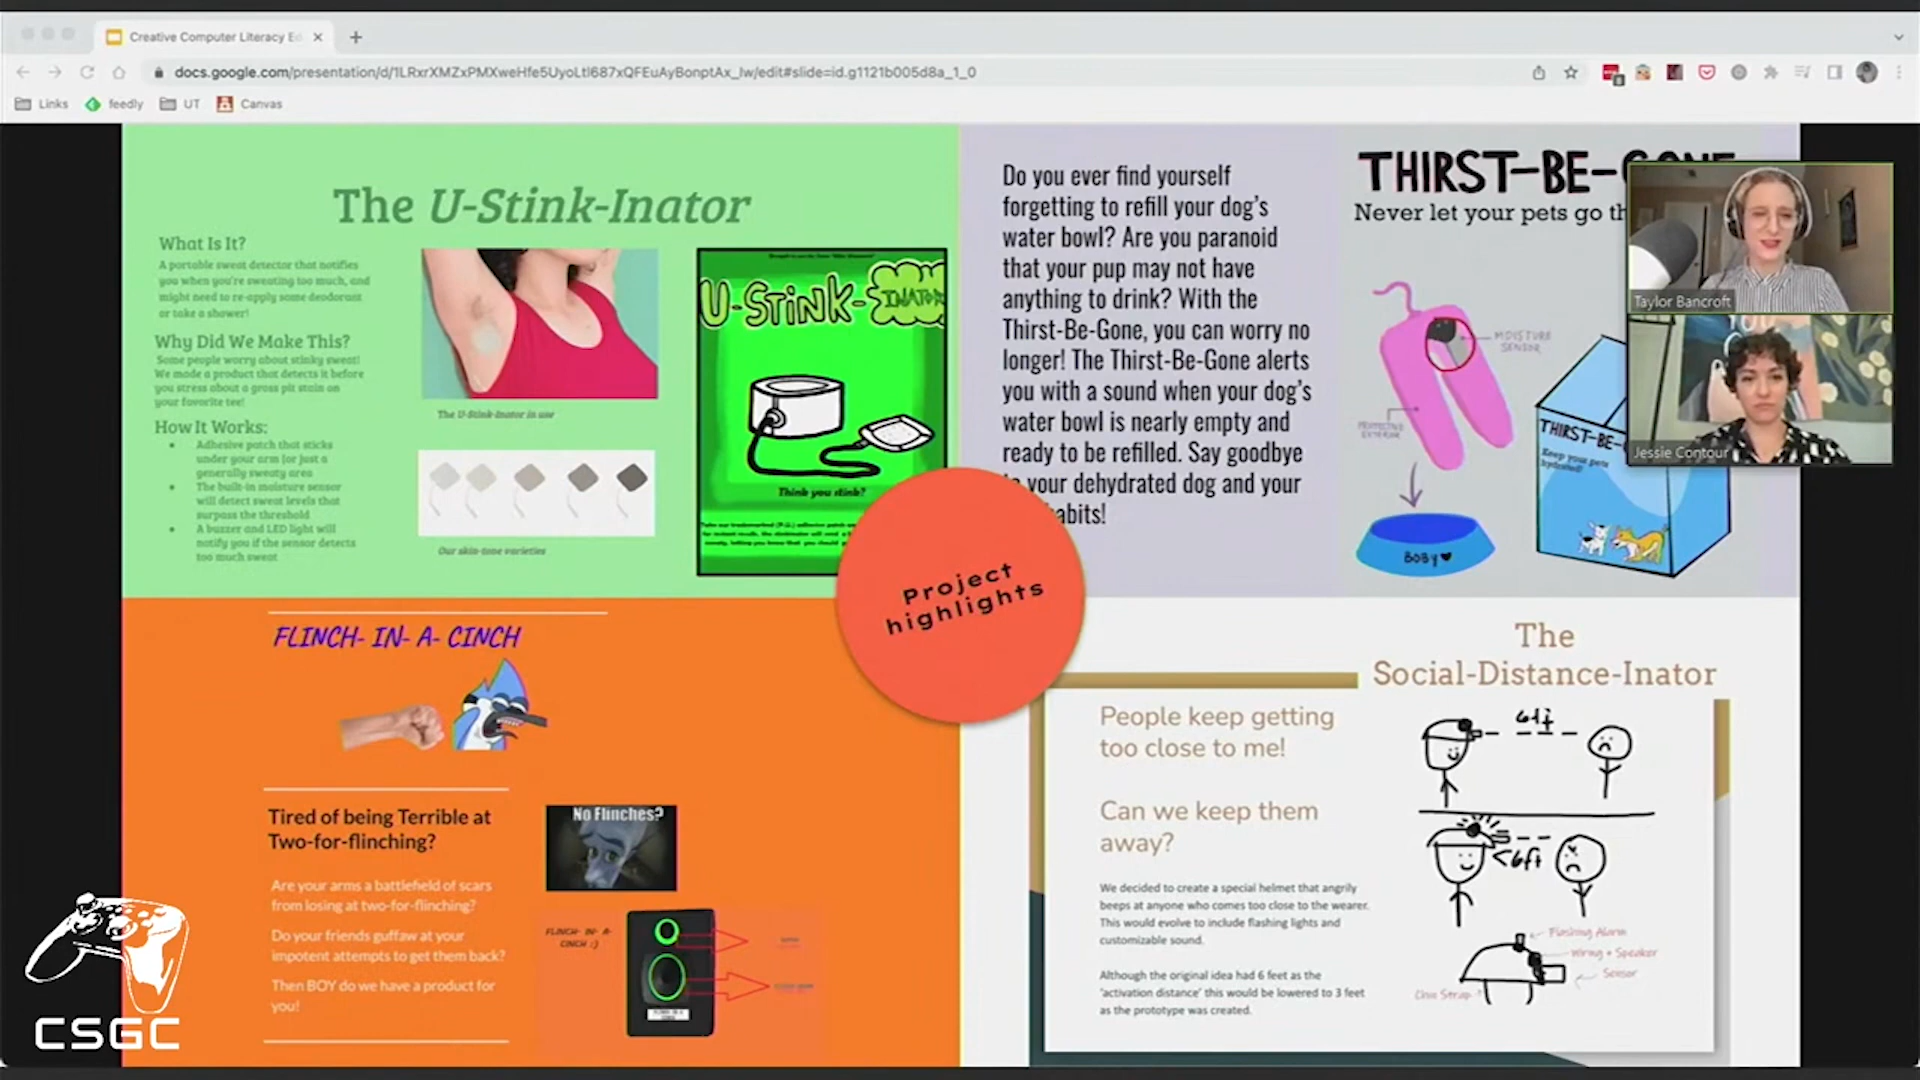 Creative Computer Literacy Ed
docs.google.com/presentation/d/1LRxrXMZxPMXweHfe5UyoLtl687xQFEuAyBonptAx_lw/edit#slide=id.g1121b005d8a_1_0
Links
feedly
UT
Canvas
The U-Stink-Inator
What Is It?
A portable sweat detector that notifies
you when you're sweating too much, and
might need to re-apply some deodorant
or take a shower!
Why Did We Make This?
Some people worry about stinky sweat!
We made a product that detects it before
you stress about a gross pit stain on
your favorite tee!
How It Works:
Adhesive patch that sticks
under your arm (or just a
generally sweaty area
The built-in moisture sensor
will detect sweat levels that
surpass the threshold
A buzzer and LED light will
notify you if the sensor detects
too much sweat
The U-Stink-Inator in use
Our skin-tone varieties
U-STINK-
INATOR
Think you stink?
Do you ever find yourself
forgetting to refill your dog's
water bowl? Are you paranoid
that your pup may not have
anything to drink? With the
Thirst-Be-Gone, you can worry no
longer! The Thirst-Be-Gone alerts
you with a sound when your dog's
water bowl is nearly empty and
ready to be refilled. Say goodbye
your dehydrated dog and your
abits!
THIRST-BE-GONE
Never let your pets go th
MOISTURE
SENSOR
PROTECTED
EXTERIOR
BOBY
THIRST-BE-
Keep your pets
hydrated!
Taylor Bancroft
Jessie Contour
Project
highlights
FLINCH- IN- A- CINCH
Tired of being Terrible at
Two-for-flinching?
Are your arms a battlefield of scars
from losing at two-for-flinching?
Do your friends guffaw at your
impotent attempts to get them back?
Then BOY do we have a product for
you!
No Flinches?
FLINCH- IN- A-
CINCH :)
The
Social-Distance-Inator
People keep getting
too close to me!
Can we keep them
away?
We decided to create a special helmet that angrily
beeps at anyone who comes too close to the wearer.
This would evolve to include flashing lights and
customizable sound.
Although the original idea had 6 feet as the
'activation distance' this would be lowered to 3 feet
as the prototype was created.
6ft
<6ft
Flashing Alarm
Wiring + Speaker
Sensor
Chin Strap
CSGC